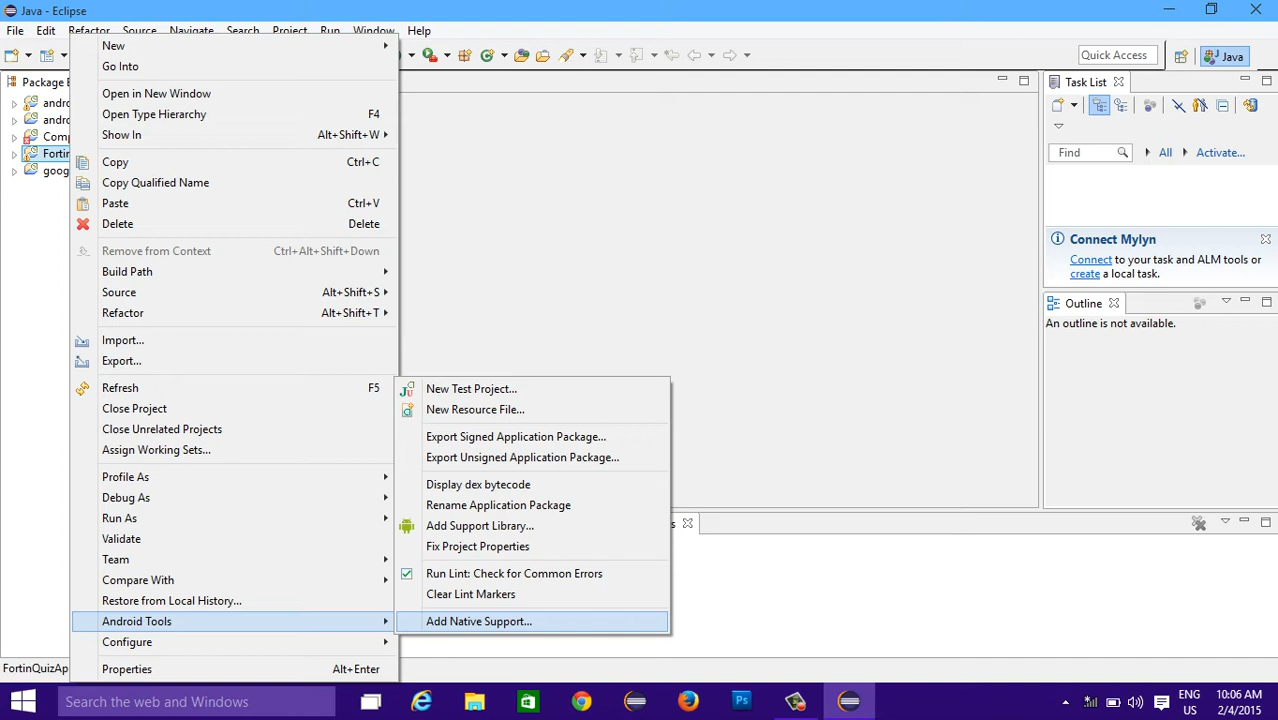 Java - Eclipse
File Edit Refactor Source Navigate Search Project Run Window Help
Quick Access
Java
Package E
andro
andro
Comp
Fortin
goog
New
Go Into
Open in New Window
Open Type Hierarchy F4
Show In Alt+Shift+W
Copy Ctrl+C
Copy Qualified Name
Paste Ctrl+V
Delete Delete
Remove from Context Ctrl+Alt+Shift+Down
Build Path
Source Alt+Shift+S
Refactor Alt+Shift+T
Import...
Export...
Refresh F5
Close Project
Close Unrelated Projects
Assign Working Sets...
Profile As
Debug As
Run As
Validate
Team
Compare With
Restore from Local History...
Android Tools
Configure
Properties Alt+Enter
New Test Project...
New Resource File...
Export Signed Application Package...
Export Unsigned Application Package...
Display dex bytecode
Rename Application Package
Add Support Library...
Fix Project Properties
Run Lint: Check for Common Errors
Clear Lint Markers
Add Native Support...
s
Task List
Find All Activate...
Connect Mylyn
Connect to your task and ALM tools or
create a local task.
Outline
An outline is not available.
FortinQuizAp
Search the web and Windows
Ps
ENG
US
10:06 AM
2/4/2015